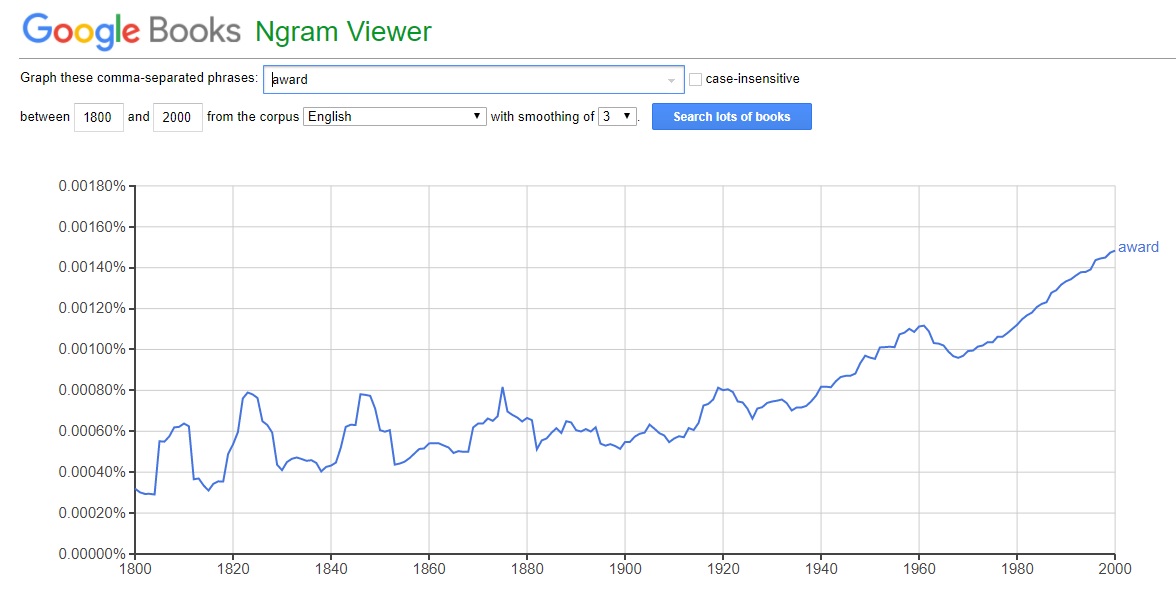 Google Books Ngram Viewer
Graph these comma-separated phrases: award case-insensitive
between 1800 and 2000 from the corpus English with smoothing of 3 . Search lots of books
0.00180%
0.00160%
award
0.00140%
0.00120%
0.00100%
0.00080%
0.00060%
0.00040%
0.00020%
0.00000%
1800 1820 1840 1860 1880 1900 1920 1940 1960 1980 2000